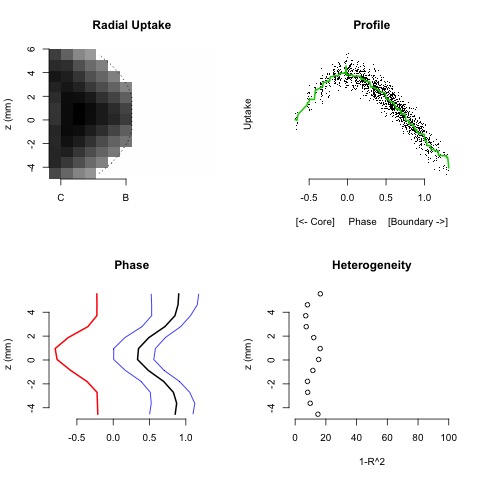 Radial Uptake
z (mm)
6
4
2
0
-2
-4
C B
Profile
Uptake
-0.5 0.0 0.5 1.0
[<- Core] Phase [Boundary ->]
Phase
z (mm)
4
2
0
-2
-4
-0.5 0.0 0.5 1.0
Heterogeneity
z (mm)
4
2
0
-2
-4
0 20 40 60 80 100
1-R^2